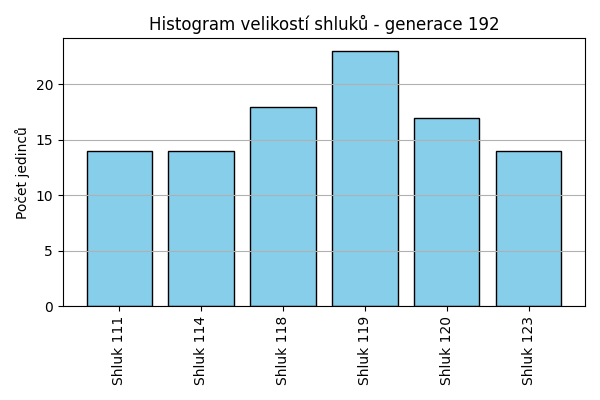 Histogram velikostí shluků - generace 192
Počet jedinců
20
15
10
5
0
Shluk 111
Shluk 114
Shluk 118
Shluk 119
Shluk 120
Shluk 123